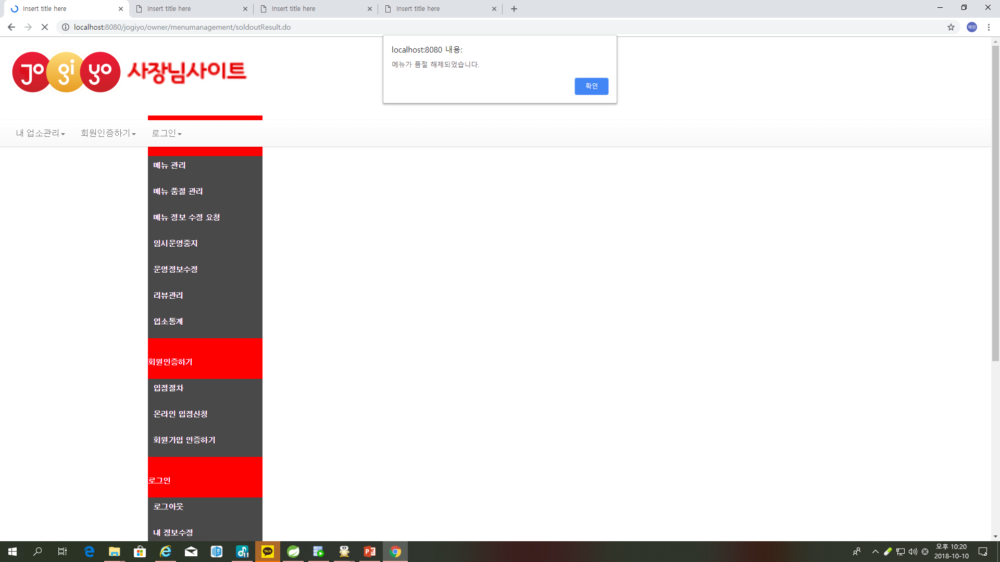 Insert title here
Insert title here
Insert title here
Insert title here
localhost:8080/jogiyo/owner/menumanagement/soldoutResult.do
혜원
localhost:8080 내용:
메뉴가 품절 해제되었습니다.
확인
Jo gi yo 사장님사이트
내 업소관리
회원인증하기
로그인
메뉴 관리
메뉴 품절 관리
메뉴 정보 수정 요청
임시운영중지
운영정보수정
리뷰관리
업소통계
회원인증하기
입점절차
온라인 입점신청
회원가입 인증하기
로그인
로그아웃
내 정보수정
TALK
오후 10:20
2018-10-10